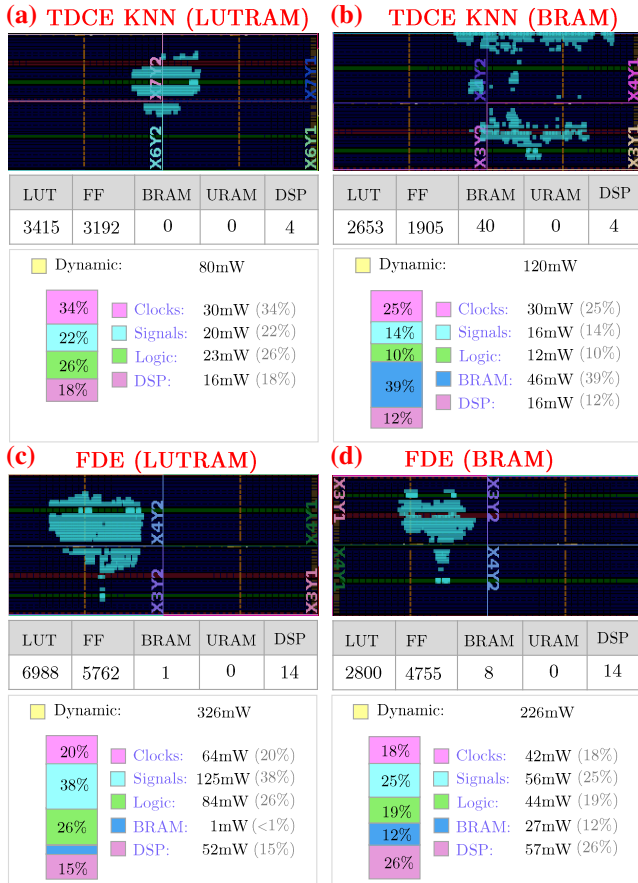 (a) TDCE KNN (LUTRAM)
X7Y2
X7Y1
X6Y2
X6Y1
LUT FF BRAM URAM DSP
3415 3192 0 0 4
Dynamic: 80mW
34%
22%
26%
18%
Clocks: 30mW (34%)
Signals: 20mW (22%)
Logic: 23mW (26%)
DSP: 16mW (18%)
(b) TDCE KNN (BRAM)
X4Y2
X4Y1
X3Y2
X3Y1
LUT FF BRAM URAM DSP
2653 1905 40 0 4
Dynamic: 120mW
25%
14%
10%
39%
12%
Clocks: 30mW (25%)
Signals: 16mW (14%)
Logic: 12mW (10%)
BRAM: 46mW (39%)
DSP: 16mW (12%)
(c) FDE (LUTRAM)
X4Y2
X4Y1
X3Y2
X3Y1
LUT FF BRAM URAM DSP
6988 5762 1 0 14
Dynamic: 326mW
20%
38%
26%
15%
Clocks: 64mW (20%)
Signals: 125mW (38%)
Logic: 84mW (26%)
BRAM: 1mW (<1%)
DSP: 52mW (15%)
(d) FDE (BRAM)
X3Y1
X3Y2
X4Y1
X4Y2
LUT FF BRAM URAM DSP
2800 4755 8 0 14
Dynamic: 226mW
18%
25%
19%
12%
26%
Clocks: 42mW (18%)
Signals: 56mW (25%)
Logic: 44mW (19%)
BRAM: 27mW (12%)
DSP: 57mW (26%)